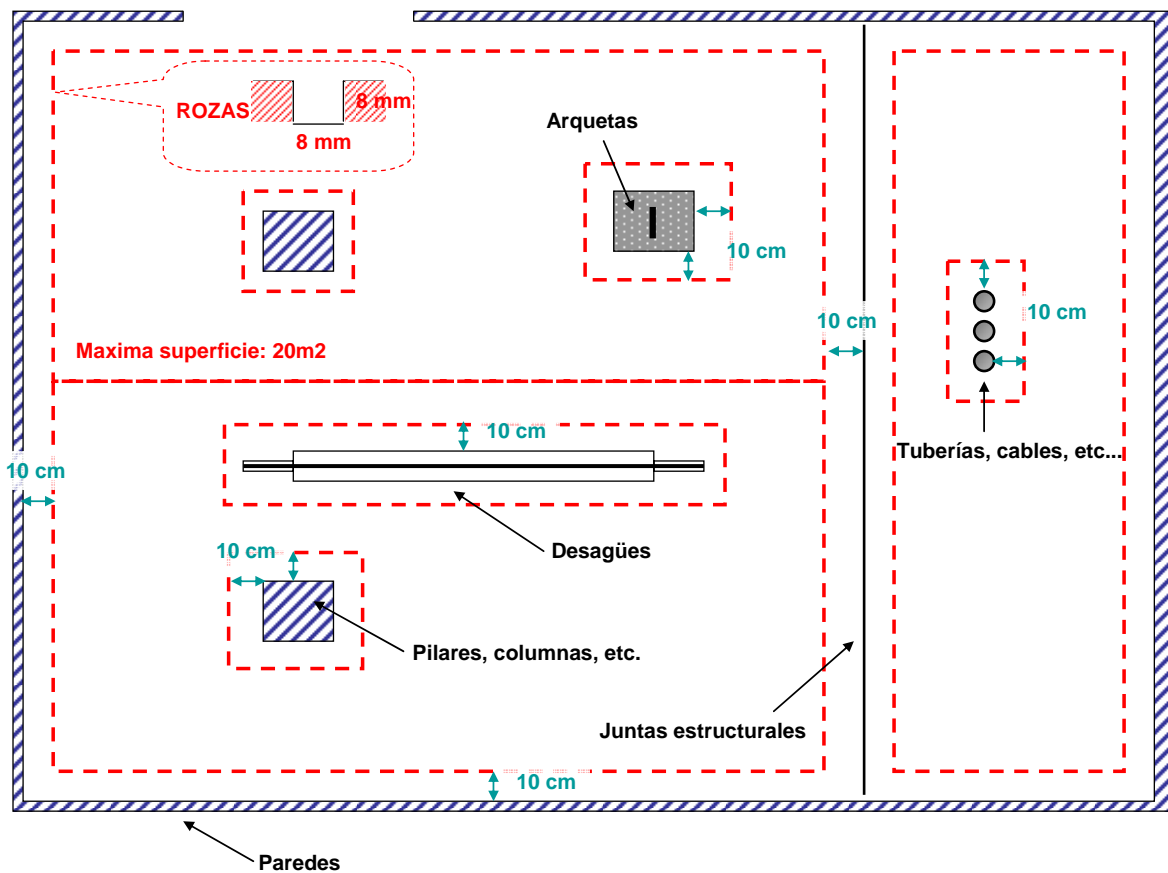 ROZAS
8 mm
8 mm
Arquetas
10 cm
10 cm
10 cm
Maxima superficie: 20m2
10 cm
Tuberías, cables, etc...
10 cm
Desagües
10 cm
Pilares, columnas, etc.
Juntas estructurales
10 cm
Paredes